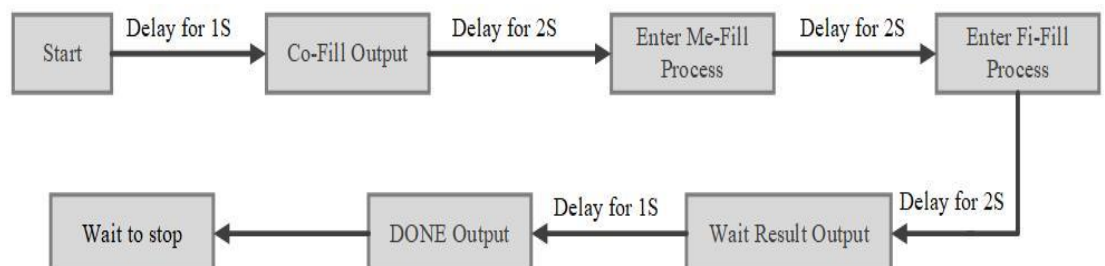 Start
Delay for 1S
Co-Fill Output
Delay for 2S
Enter Me-Fill
Process
Delay for 2S
Enter Fi-Fill
Process
Delay for 2S
Wait Result Output
Delay for 1S
DONE Output
Wait to stop